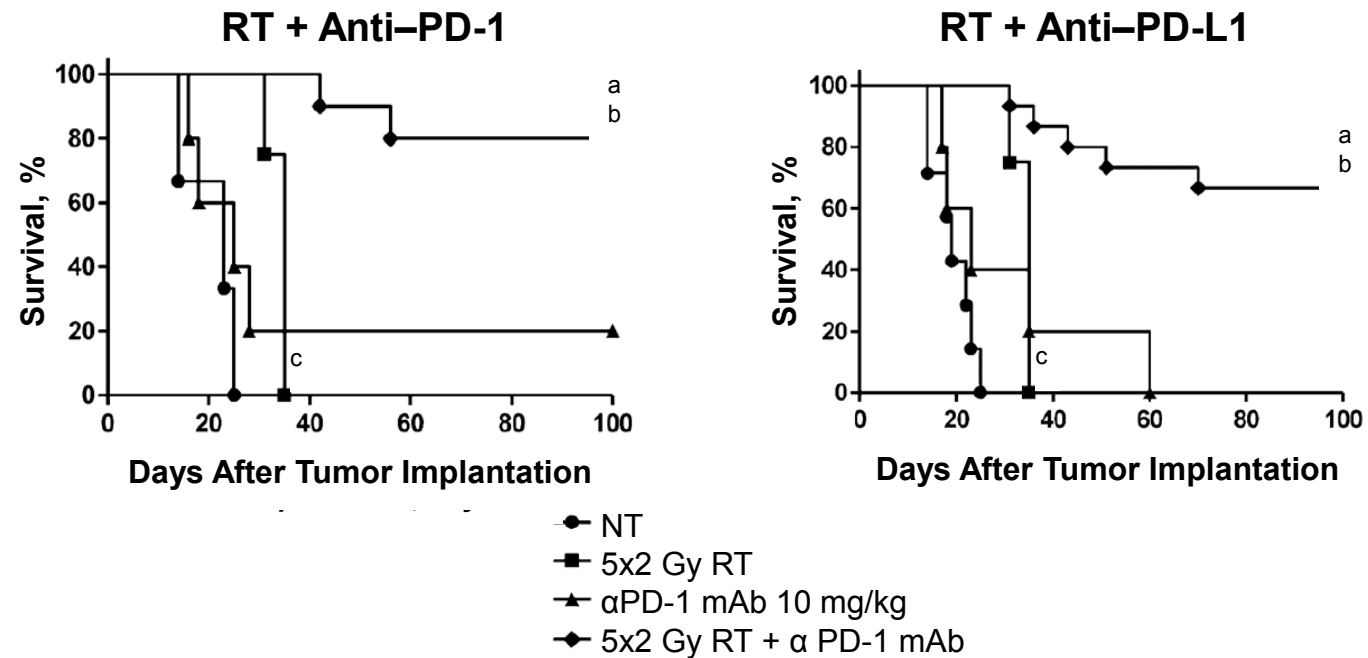 RT + Anti–PD-1
100
80
60
40
20
0
Survival, %
0 20 40 60 80 100
Days After Tumor Implantation
a
b
c
RT + Anti–PD-L1
100
80
60
40
20
0
Survival, %
0 20 40 60 80 100
Days After Tumor Implantation
a
b
c
NT
5x2 Gy RT
αPD-1 mAb 10 mg/kg
5x2 Gy RT + α PD-1 mAb